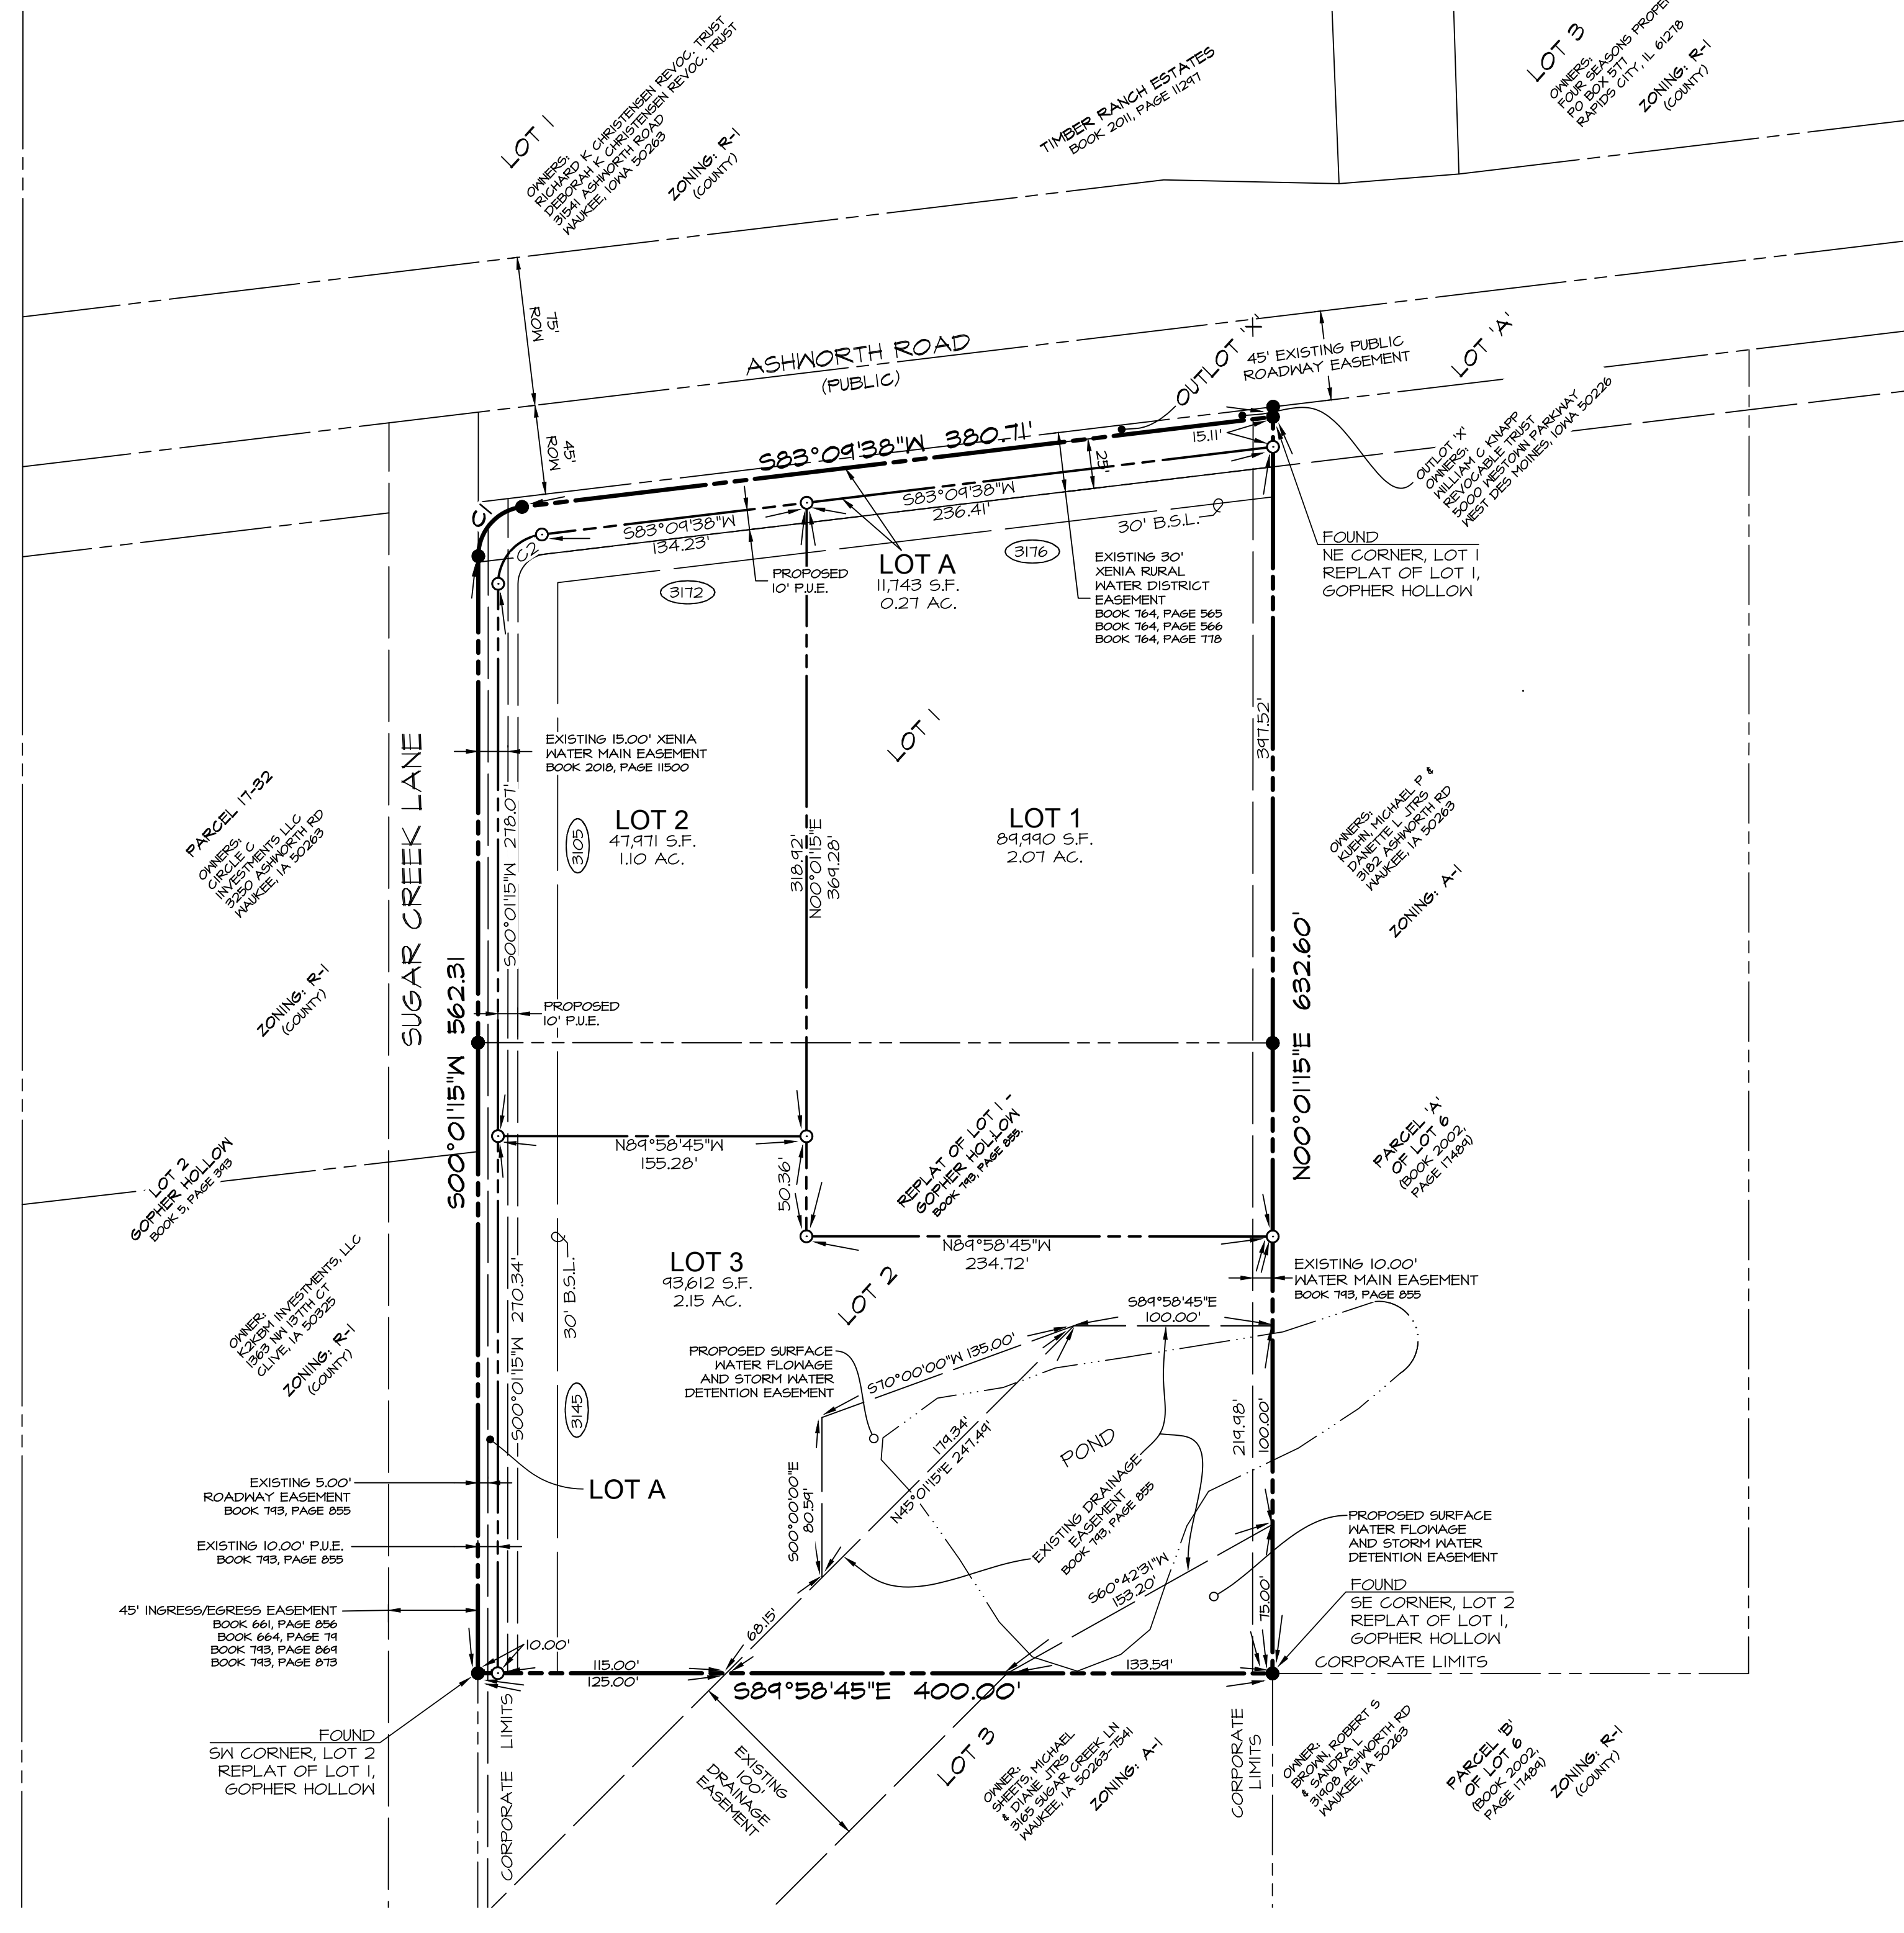 LOT 1
OWNERS:
RICHARD K CHRISTENSEN REVOC. TRUST
DEBORAH K CHRISTENSEN REVOC. TRUST
31541 ASHWORTH ROAD
WAUKEE, IOWA 50263
ZONING: R-1
(COUNTY)
TIMBER RANCH ESTATES
BOOK 2011, PAGE 11297
LOT 3
OWNERS:
FOUR SEASONS
PO BOX 577
RAPIDS CITY, IL 61278
ZONING: R-1
(COUNTY)
75'
ROW
45'
ROW
ASHWORTH ROAD
(PUBLIC)
OUTLOT 'X'
45' EXISTING PUBLIC
ROADWAY EASEMENT
LOT 'A'
S83°09'38"W 380.71'
15.11'
25'
OUTLOT 'X'
OWNERS:
WILLIAM C KNAPP
REVOCABLE TRUST
5000 WESTOWN PARKWAY
WEST DES MOINES, IOWA 50226
C1
C2
S83°09'38"W
134.23'
S83°09'38"W
236.41'
30' B.S.L.
3172
PROPOSED
10' P.U.E.
LOT A
11,743 S.F.
0.27 AC.
3176
EXISTING 30'
XENIA RURAL
WATER DISTRICT
EASEMENT
BOOK 764, PAGE 565
BOOK 764, PAGE 566
BOOK 764, PAGE 778
FOUND
NE CORNER, LOT 1
REPLAT OF LOT 1,
GOPHER HOLLOW
LOT 1
397.52'
EXISTING 15.00' XENIA
WATER MAIN EASEMENT
BOOK 2018, PAGE 11500
SUGAR CREEK LANE
PARCEL 17-32
OWNERS:
CIRCLE C
INVESTMENTS LLC
3250 ASHWORTH RD
WAUKEE, IA 50263
ZONING: R-1
(COUNTY)
S00°01'15"W 278.07'
3105
LOT 2
47,971 S.F.
1.10 AC.
318.92'
N00°01'15"E
369.28'
LOT 1
89,990 S.F.
2.07 AC.
OWNERS:
KUEHN, MICHAEL P &
DANETTE L JTRS
3182 ASHWORTH RD
WAUKEE, IA 50263
ZONING: A-1
S00°01'15"W 562.31
PROPOSED
10' P.U.E.
N00°01'15"E 632.60'
N89°58'45"W
155.28'
50.36'
REPLAT OF LOT 1 -
GOPHER HOLLOW
BOOK 793, PAGE 855.
PARCEL 'A'
OF LOT 6
(BOOK 2002,
PAGE 17489)
LOT 2
GOPHER HOLLOW
BOOK 5, PAGE 393
OWNER:
K2KBM INVESTMENTS, LLC
1363 NW 137TH CT
CLIVE, IA 50325
ZONING: R-1
(COUNTY)
S00°01'15"W 270.34'
30' B.S.L.
3145
LOT 3
93,612 S.F.
2.15 AC.
N89°58'45"W
234.72'
LOT 2
EXISTING 10.00'
WATER MAIN EASEMENT
BOOK 793, PAGE 855
S89°58'45"E
100.00'
PROPOSED SURFACE
WATER FLOWAGE
AND STORM WATER
DETENTION EASEMENT
S70°00'00"W 135.00'
S00°00'00"E
80.59'
179.34'
N45°01'15"E 247.49'
POND
219.98'
100.00'
EXISTING DRAINAGE
EASEMENT
BOOK 793, PAGE 855
LOT A
EXISTING 5.00'
ROADWAY EASEMENT
BOOK 793, PAGE 855
EXISTING 10.00' P.U.E.
BOOK 793, PAGE 855
45' INGRESS/EGRESS EASEMENT
BOOK 661, PAGE 856
BOOK 664, PAGE 79
BOOK 793, PAGE 869
BOOK 793, PAGE 873
PROPOSED SURFACE
WATER FLOWAGE
AND STORM WATER
DETENTION EASEMENT
S60°42'31"W
153.20'
75.00'
68.15'
FOUND
SE CORNER, LOT 2
REPLAT OF LOT 1,
GOPHER HOLLOW
10.00'
115.00'
125.00'
S89°58'45"E 400.00'
133.59'
CORPORATE LIMITS
FOUND
SW CORNER, LOT 2
REPLAT OF LOT 1,
GOPHER HOLLOW
CORPORATE LIMITS
EXISTING
100'
DRAINAGE
EASEMENT
LOT 3
OWNER:
SHEETS, MICHAEL
& DIANE JTRS
3165 SUGAR CREEK LN
WAUKEE, IA 50263-7541
ZONING: A-1
CORPORATE
LIMITS
OWNER:
BROWN, ROBERT S
& SANDRA L
31908 ASHWORTH RD
WAUKEE, IA 50263
PARCEL 'B'
OF LOT 6
(BOOK 2002,
PAGE 17489)
ZONING: R-1
(COUNTY)